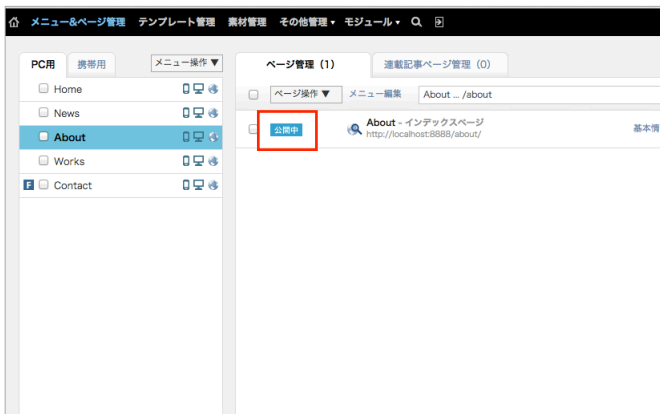 メニュー&ページ管理 テンプレート管理 素材管理 その他管理▼ モジュール▼
PC用 携帯用 メニュー操作 ▼
Home
News
About
Works
F Contact
ページ管理（1） 連載記事ページ管理（0）
ページ操作 ▼ メニュー編集 About ... /about
公開中 About - インデックスページ
http://localhost:8888/about/
基本情